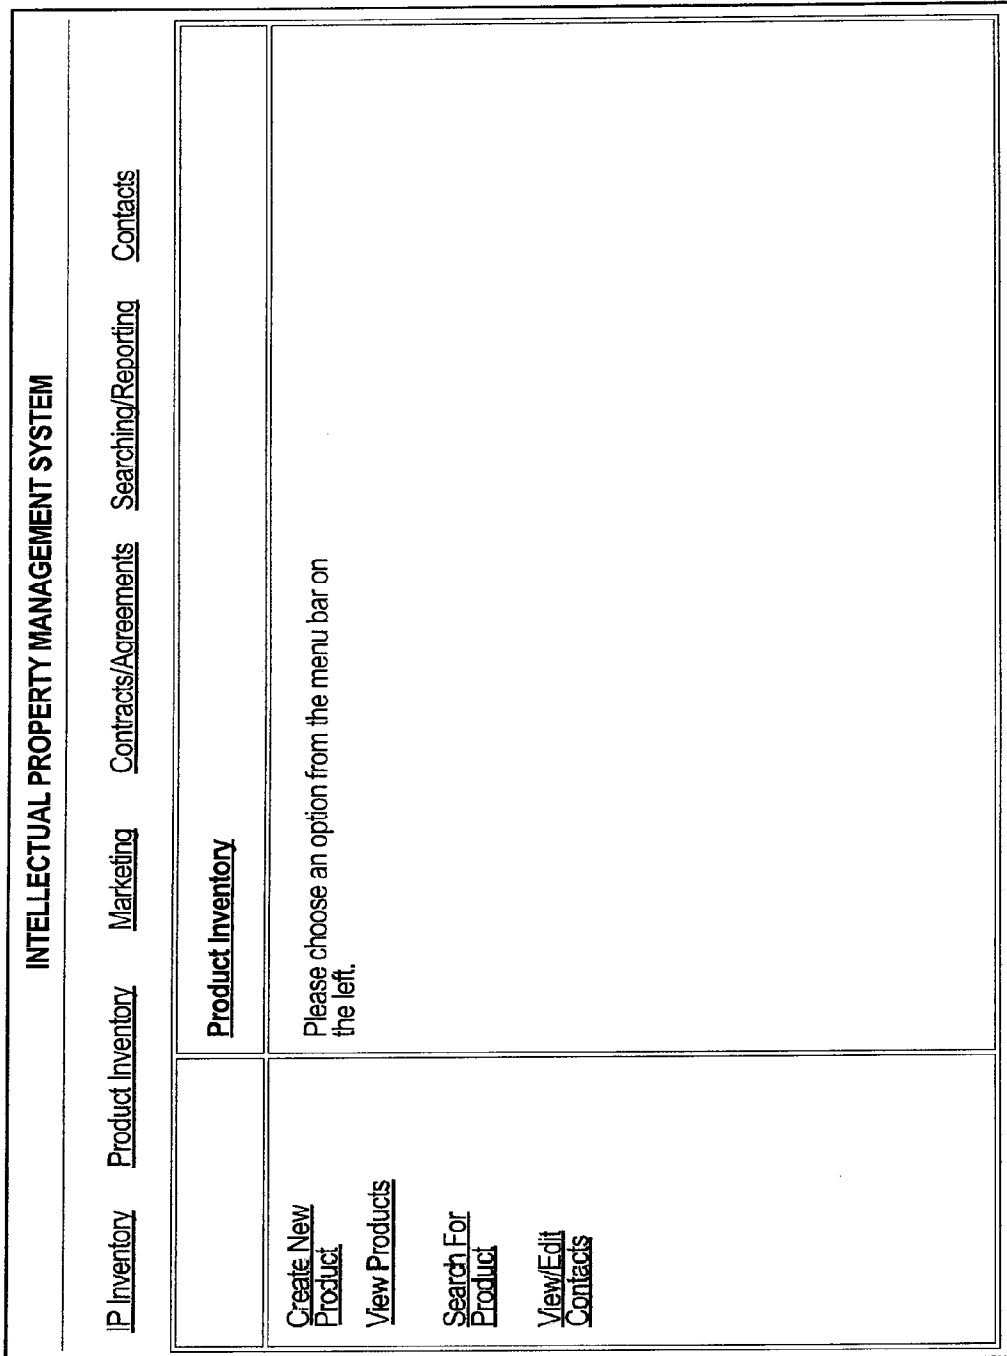 INTELLECTUAL PROPERTY MANAGEMENT SYSTEM
IP Inventory Product Inventory Marketing Contracts/Agreements Searching/Reporting Contacts
Product Inventory
Create New
Product
View Products
Search For
Product
View/Edit
Contacts
Please choose an option from the menu bar on
the left.